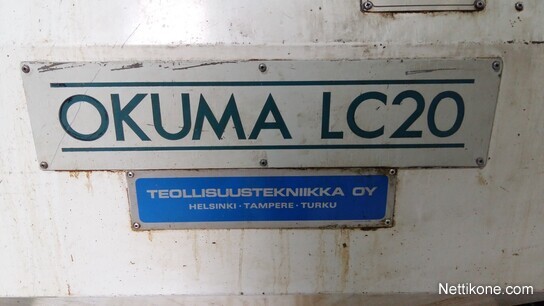 OKUMA LC20
TEOLLISUUSTEKNIIKKA OY
HELSINKI · TAMPERE · TURKU
Nettikone.com